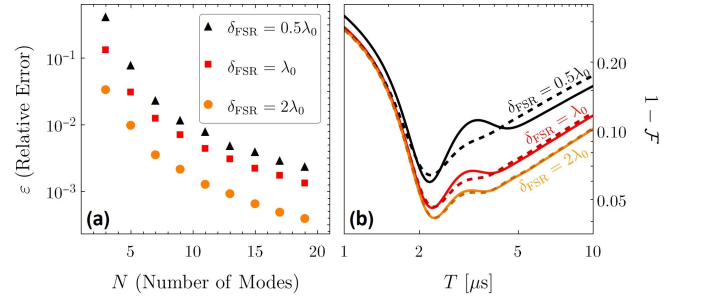 10⁻¹
10⁻²
10⁻³
ε (Relative Error)
δFSR = 0.5λ₀
δFSR = λ₀
δFSR = 2λ₀
(a)
5 10 15 20
N (Number of Modes)
δFSR = 0.5λ₀
δFSR = λ₀
δFSR = 2λ₀
(b)
0.20
0.10
0.05
1 − ℱ
1 2 5 10
T [μs]